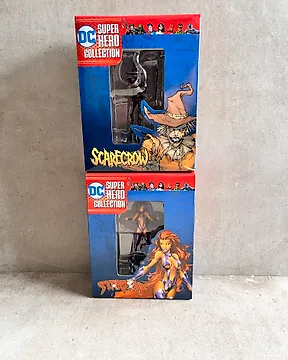 DC
SUPER
HERO
COLLECTION
SCARECROW
DC
SUPER
HERO
COLLECTION